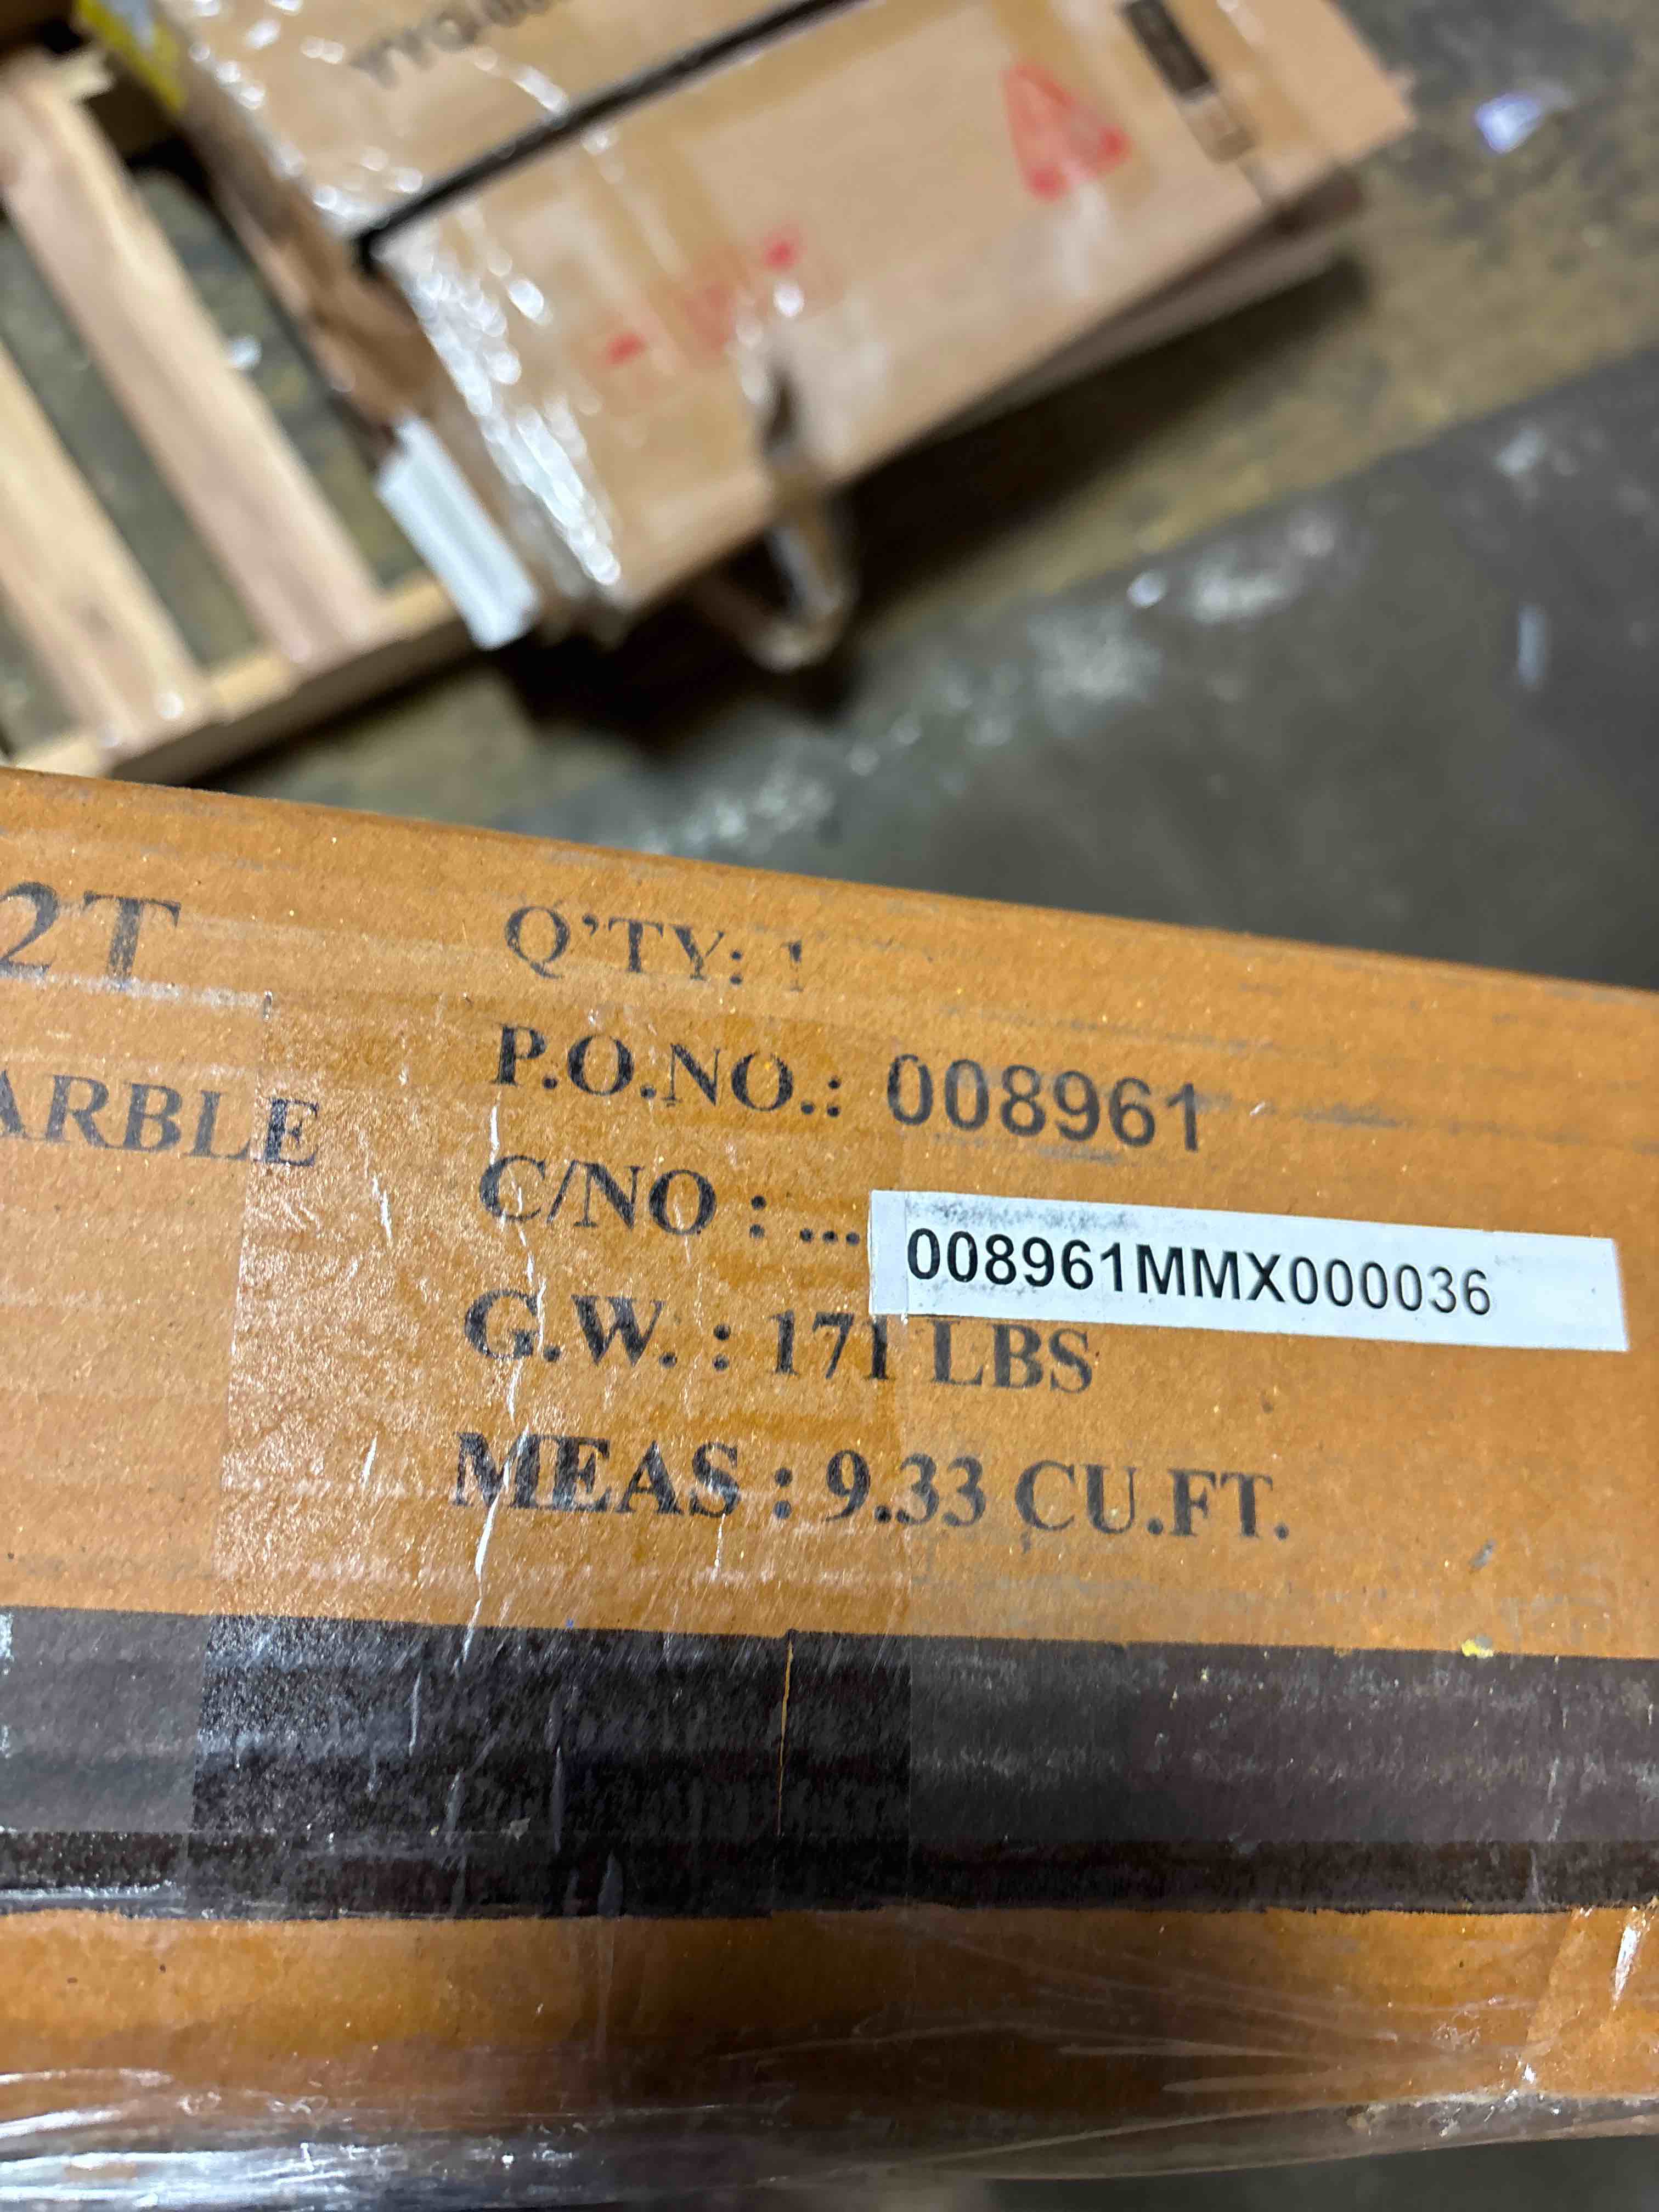 2T
Q'TY: 1
P.O.NO.: 008961
ARBLE
C/NO : ...
008961MMX000036
G.W. : 171 LBS
MEAS : 9.33 CU.FT.